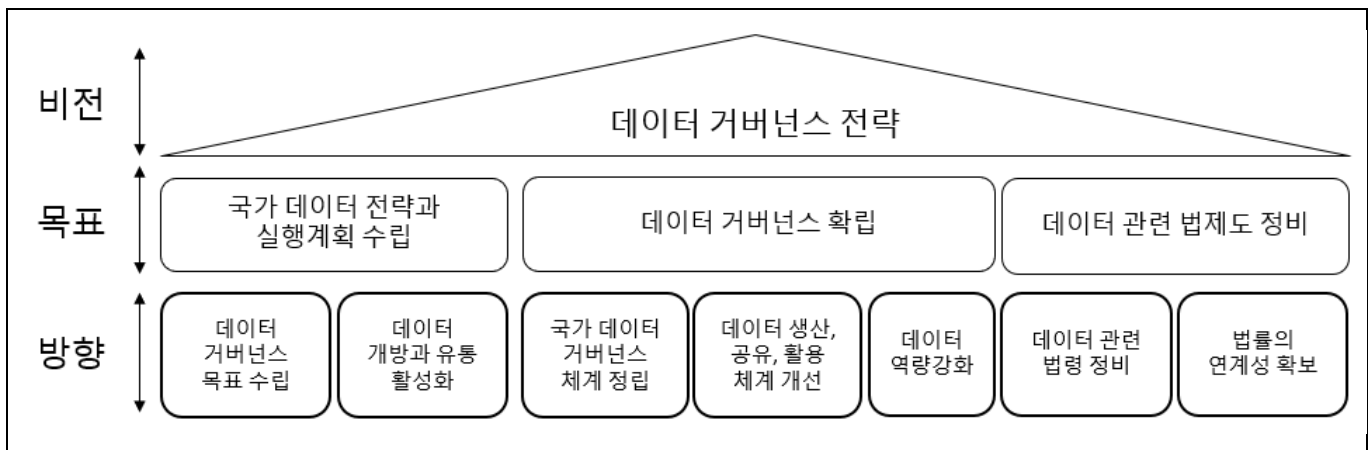 비전
데이터 거버넌스 전략
목표
국가 데이터 전략과
실행계획 수립
데이터 거버넌스 확립
데이터 관련 법제도 정비
방향
데이터
거버넌스
목표 수립
데이터
개방과 유통
활성화
국가 데이터
거버넌스
체계 정립
데이터 생산,
공유, 활용
체계 개선
데이터
역량강화
데이터 관련
법령 정비
법률의
연계성 확보